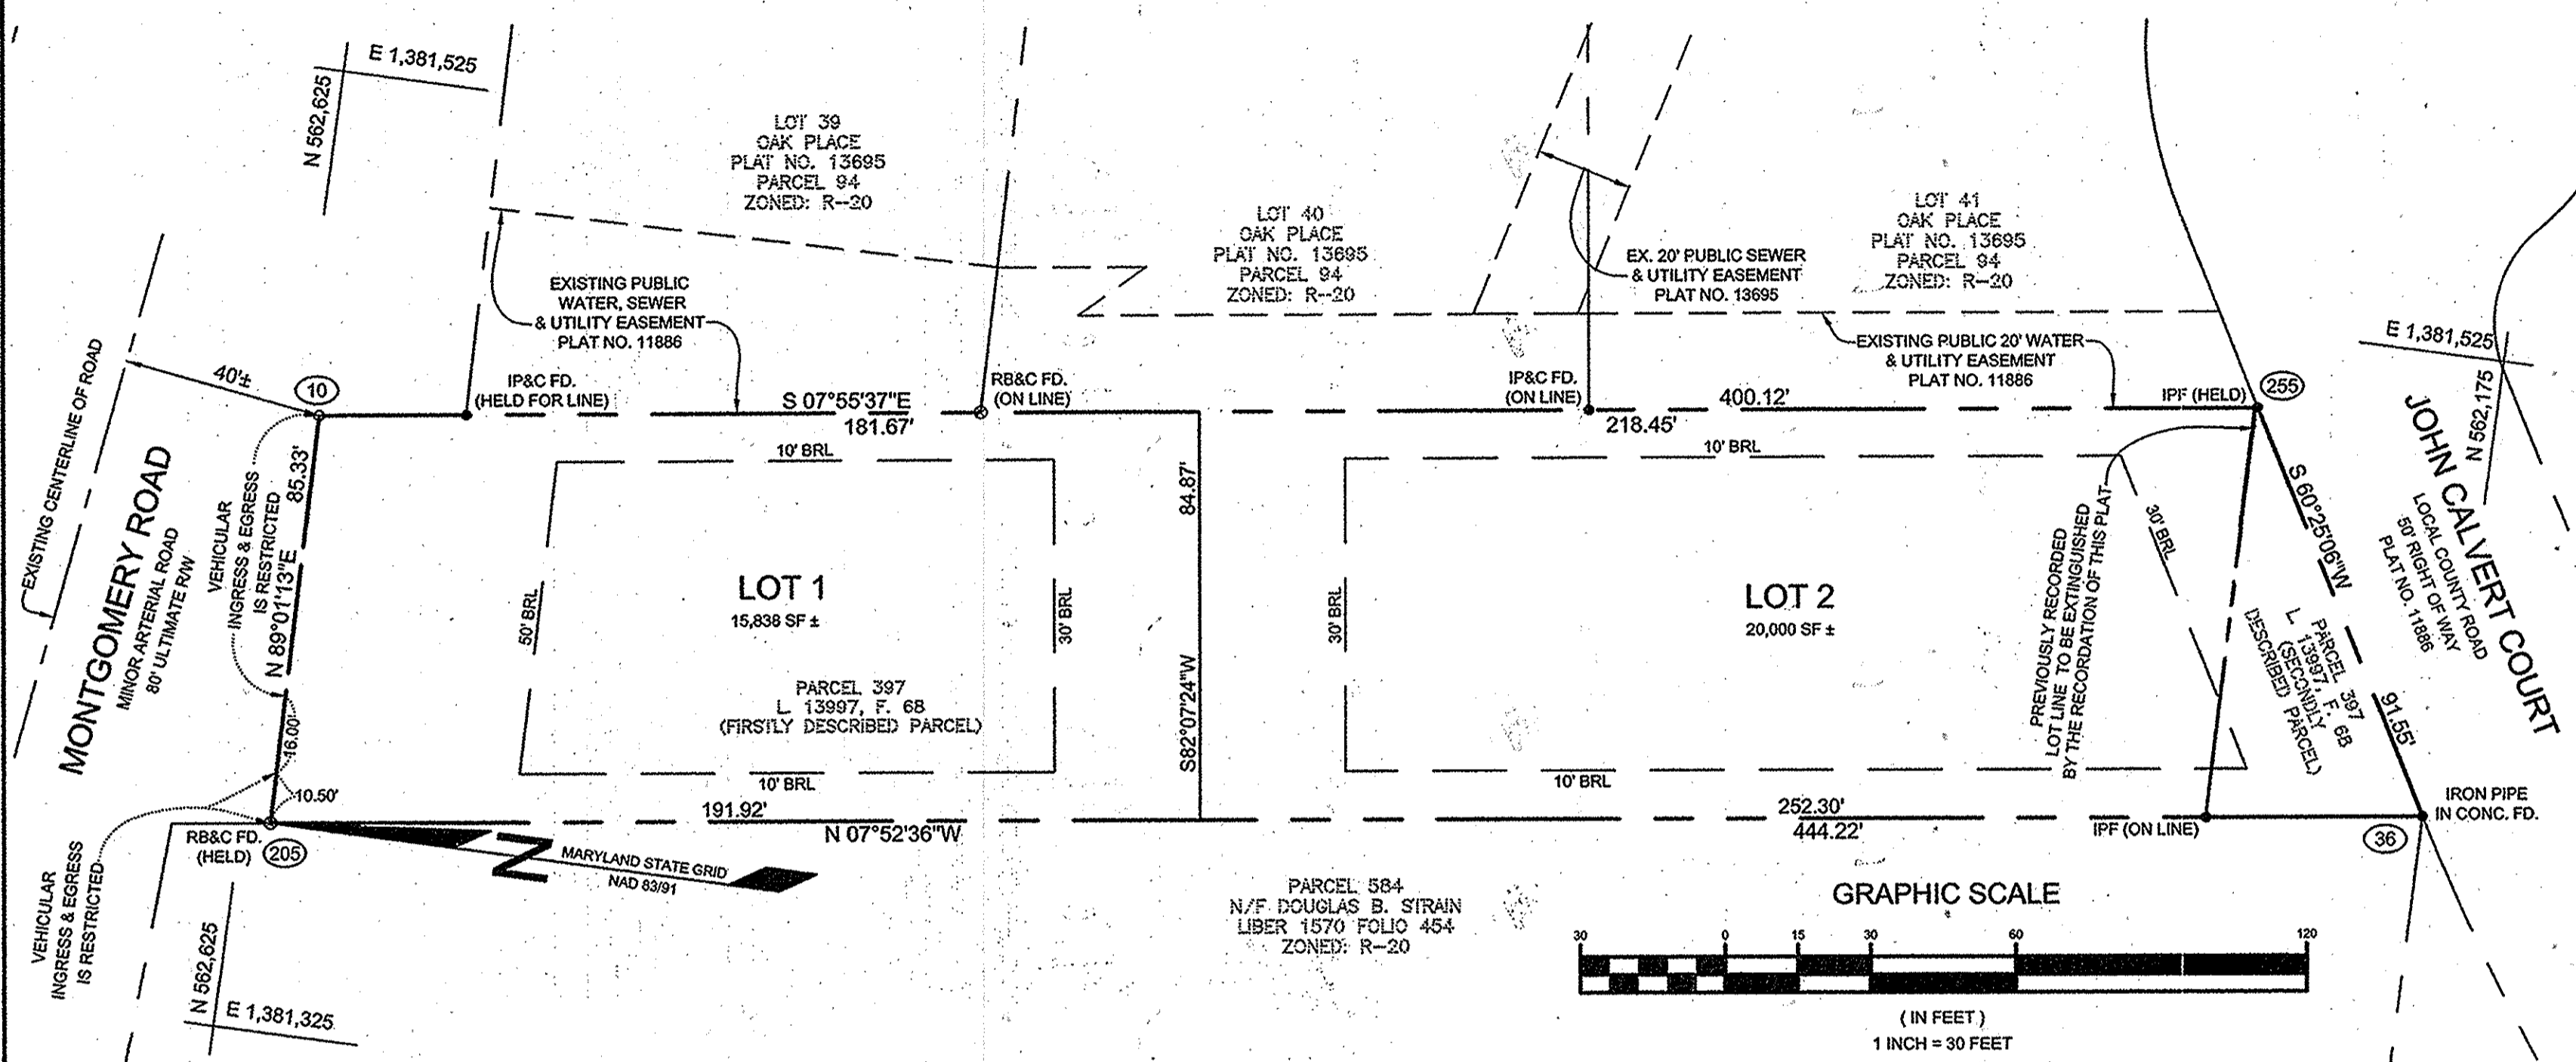 E 1,381,525
N 562,625
LOT 39
OAK PLACE
PLAT NO. 13695
PARCEL 94
ZONED: R-20
LOT 40
OAK PLACE
PLAT NO. 13695
PARCEL 94
ZONED: R-20
LOT 41
OAK PLACE
PLAT NO. 13695
PARCEL 94
ZONED: R-20
EX. 20' PUBLIC SEWER
& UTILITY EASEMENT
PLAT NO. 13695
EXISTING PUBLIC
WATER, SEWER
& UTILITY EASEMENT
PLAT NO. 11886
EXISTING PUBLIC 20' WATER
& UTILITY EASEMENT
PLAT NO. 11886
E 1,381,525
N 562,175
EXISTING CENTERLINE OF ROAD
40'±
10
IP&C FD.
(HELD FOR LINE)
S 07°55'37"E
181.67'
RB&C FD.
(ON LINE)
IP&C FD.
(ON LINE)
400.12'
218.45'
IPF (HELD)
255
MONTGOMERY ROAD
MINOR ARTERIAL ROAD
80' ULTIMATE R/W
VEHICULAR
INGRESS & EGRESS
IS RESTRICTED
N 89°01'13"E
85.33'
16.00'
10.50'
10' BRL
50' BRL
LOT 1
15,838 SF ±
30' BRL
PARCEL 397
L. 13997, F. 68
(FIRSTLY DESCRIBED PARCEL)
10' BRL
84.87'
S82°07'24"W
10' BRL
30' BRL
LOT 2
20,000 SF ±
10' BRL
30' BRL
PREVIOUSLY RECORDED
LOT LINE TO BE EXTINGUISHED
BY THE RECORDATION OF THIS PLAT
S 60°25'06"W
91.55'
PARCEL 397
L. 13997, F. 68
(SECONDLY
DESCRIBED PARCEL)
JOHN CALVERT COURT
LOCAL COUNTY ROAD
50' RIGHT OF WAY
PLAT NO. 11886
191.92'
N 07°52'36"W
252.30'
444.22'
IPF (ON LINE)
IRON PIPE
IN CONC. FD.
36
RB&C FD.
(HELD)
205
VEHICULAR
INGRESS & EGRESS
IS RESTRICTED
N
MARYLAND STATE GRID
NAD 83/91
N 562,625
E 1,381,325
PARCEL 584
N/F DOUGLAS B. STRAIN
LIBER 1570 FOLIO 454
ZONED: R-20
GRAPHIC SCALE
30 0 15 30 60 120
( IN FEET )
1 INCH = 30 FEET